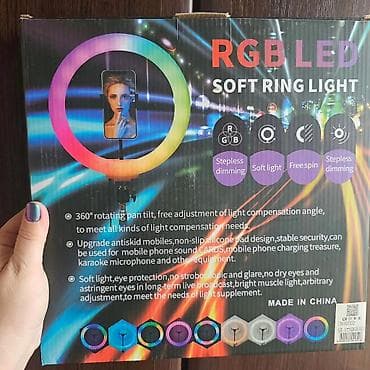 RGB LED
SOFT RING LIGHT
R
G B
Stepless
dimming
Soft light
Free spin
Stepless
dimming
360° rotating pan tilt, free adjustment of light compensation angle,
to meet all kinds of light compensation needs.
Upgrade antiskid mobiles,non-slip silicone pad design,stable security,can
be used for mobile phone sound CARDS,mobile phone charging treasure,
karaoke microphone and other equipment.
Soft light,eye protection,no stroboscopic and glare,no dry eyes and
astringent eyes in long-term live broadcast,bright muscle light,arbitrary
adjustment,to meet the needs of light supplement.
MADE IN CHINA